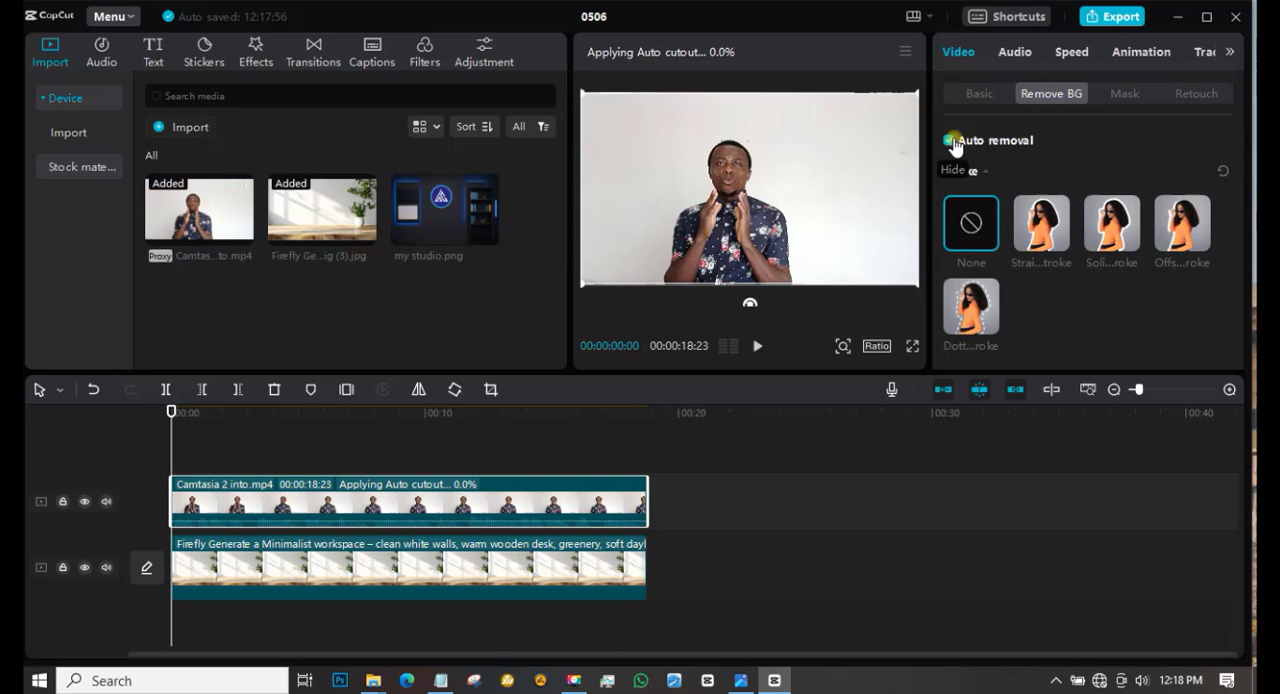 CapCut
Menu
Auto saved: 12:17:56
0506
Shortcuts
Export
Import
Audio
Text
Stickers
Effects
Transitions
Captions
Filters
Adjustment
Applying Auto cutout... 0.0%
Video
Audio
Speed
Animation
Trac
Device
Import
Stock mate...
Search media
Import
Sort
All
All
Added
Added
Proxy Camtas...to.mp4
Firefly Ge...ig (3).jpg
my studio.png
Basic
Remove BG
Mask
Retouch
Auto removal
Hide
None
Strai...troke
Soli...roke
Offs...roke
Dott...roke
00:00:00:00
00:00:18:23
Ratio
00:00
00:10
00:20
00:30
00:40
Camtasia 2 into.mp4 00:00:18:23 Applying Auto cutout... 0.0%
Firefly Generate a Minimalist workspace – clean white walls, warm wooden desk, greenery, soft dayl
Search
Ps
12:18 PM